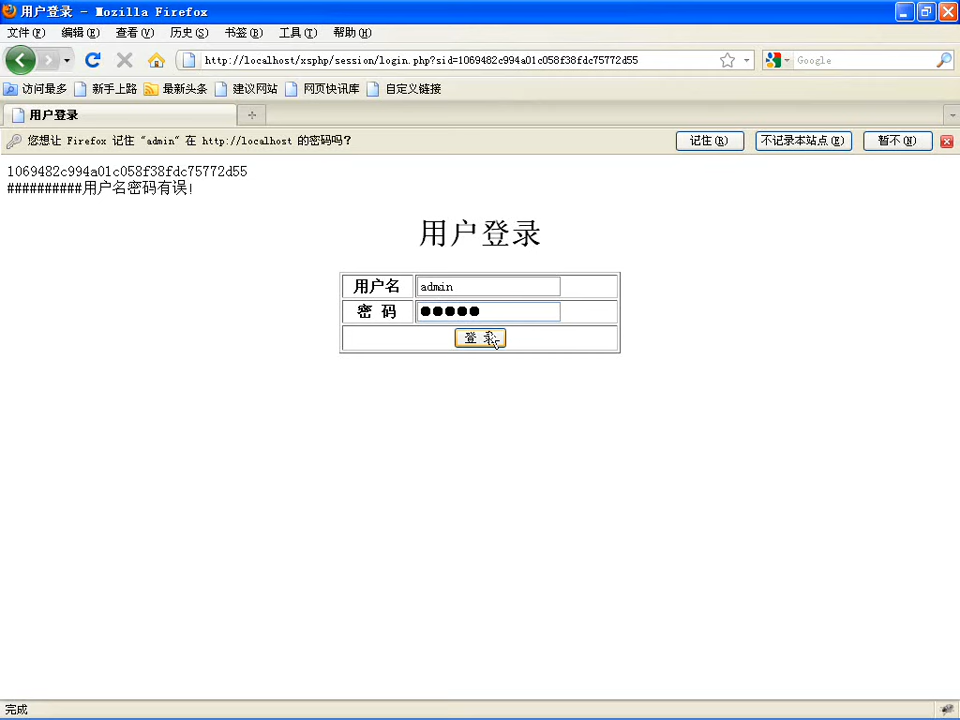 用户登录 - Mozilla Firefox
文件(F) 编辑(E) 查看(V) 历史(S) 书签(B) 工具(T) 帮助(H)
http://localhost/xsphp/session/login.php?sid=1069482c994a01c058f38fdc75772d55 Google
访问最多 新手上路 最新头条 建议网站 网页快讯库 自定义链接
用户登录
您想让 Firefox 记住 "admin" 在 http://localhost 的密码吗? 记住(R) 不记录本站点(E) 暂不(N)
1069482c994a01c058f38fdc75772d55
##########用户名密码有误!
用户登录
用户名 admin
密 码 ●●●●●
登 录
完成